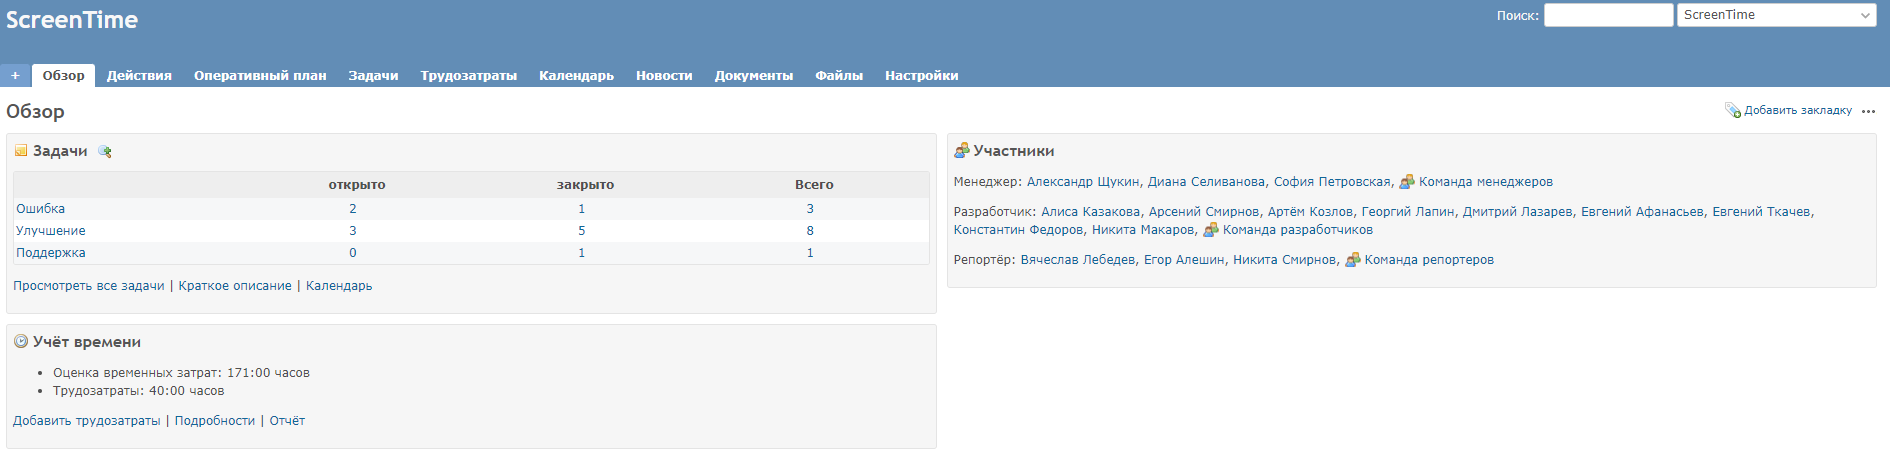 ScreenTime
Поиск: ScreenTime
+ Обзор Действия Оперативный план Задачи Трудозатраты Календарь Новости Документы Файлы Настройки
Обзор
Добавить закладку •••
Задачи
открыто закрыто Всего
Ошибка 2 1 3
Улучшение 3 5 8
Поддержка 0 1 1
Просмотреть все задачи | Краткое описание | Календарь
Учёт времени
• Оценка временных затрат: 171:00 часов
• Трудозатраты: 40:00 часов
Добавить трудозатраты | Подробности | Отчёт
Участники
Менеджер: Александр Щукин, Диана Селиванова, София Петровская, Команда менеджеров
Разработчик: Алиса Казакова, Арсений Смирнов, Артём Козлов, Георгий Лапин, Дмитрий Лазарев, Евгений Афанасьев, Евгений Ткачев,
Константин Федоров, Никита Макаров, Команда разработчиков
Репортёр: Вячеслав Лебедев, Егор Алешин, Никита Смирнов, Команда репортеров